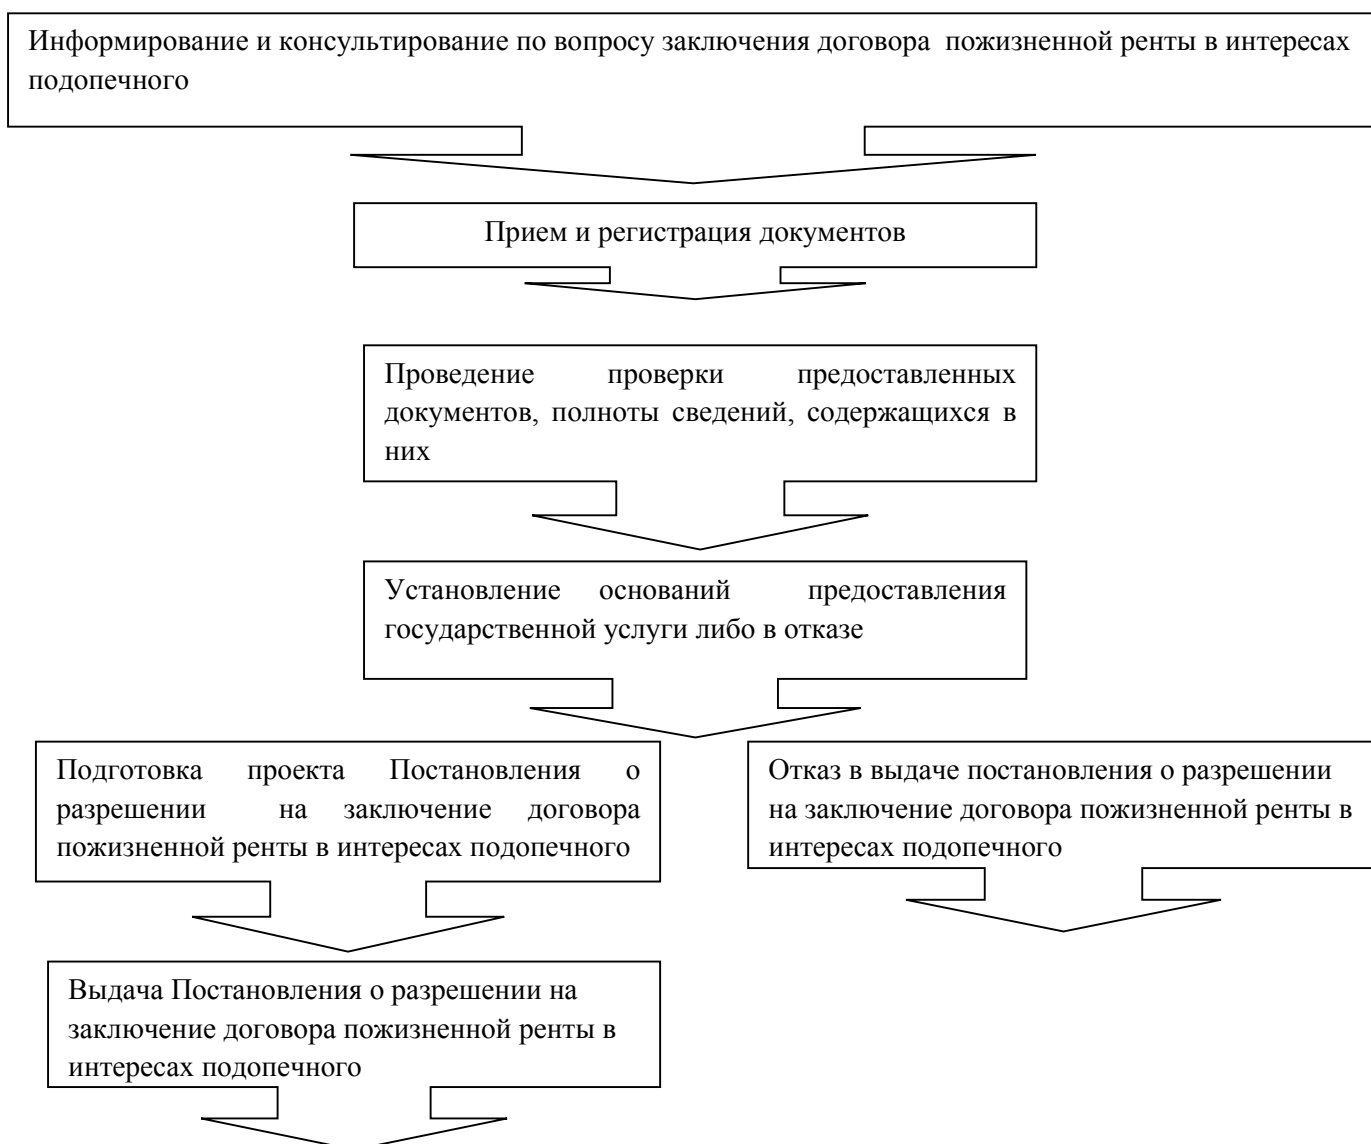 Информирование и консультирование по вопросу заключения договора пожизненной ренты в интересах
подопечного
Прием и регистрация документов
Проведение проверки предоставленных
документов, полноты сведений, содержащихся в
них
Установление оснований предоставления
государственной услуги либо в отказе
Подготовка проекта Постановления о
разрешении на заключение договора
пожизненной ренты в интересах подопечного
Отказ в выдаче постановления о разрешении
на заключение договора пожизненной ренты в
интересах подопечного
Выдача Постановления о разрешении на
заключение договора пожизненной ренты в
интересах подопечного